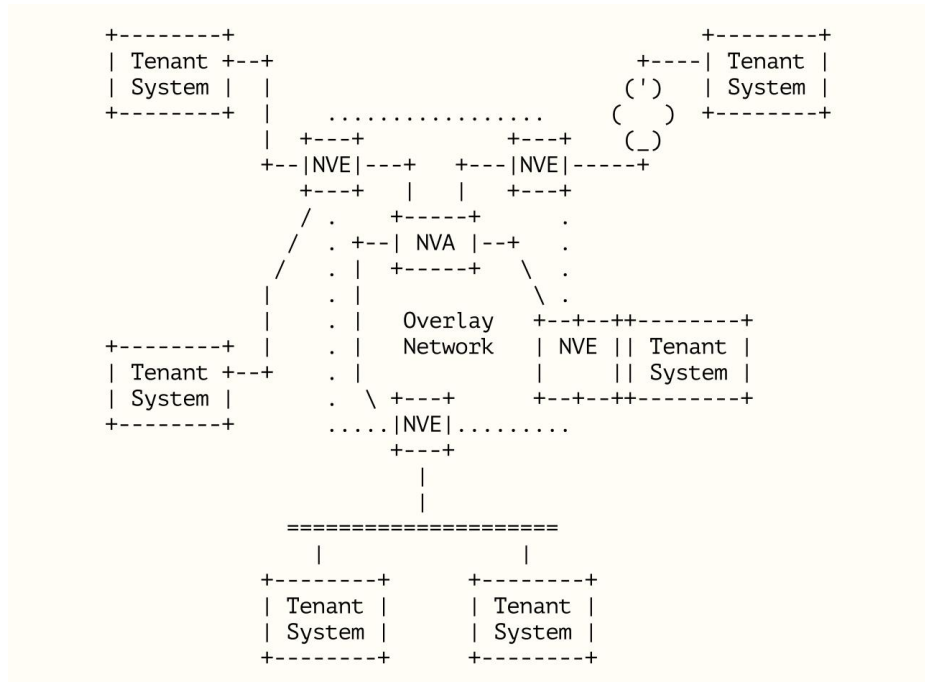 +--------+                                    +--------+
| Tenant +--+                            +----| Tenant |
| System |  |                           (')   | System |
+--------+  |    .................     (   )  +--------+
            |  +---+           +---+    (_)
            +--|NVE|---+   +---|NVE|-----+
               +---+   |   |   +---+
               / .    +-----+      .
              /  . +--| NVA |--+   .
             /   . |  +-----+   \  .
            |    . |             \ .
            |    . |   Overlay   +--+--++--------+
+--------+  |    . |   Network   | NVE || Tenant |
| Tenant +--+    . |             |     || System |
| System |       .  \ +---+      +--+--++--------+
+--------+       .....|NVE|.........
                      +---+
                        |
                        |
              =====================
                |               |
            +--------+      +--------+
            | Tenant |      | Tenant |
            | System |      | System |
            +--------+      +--------+